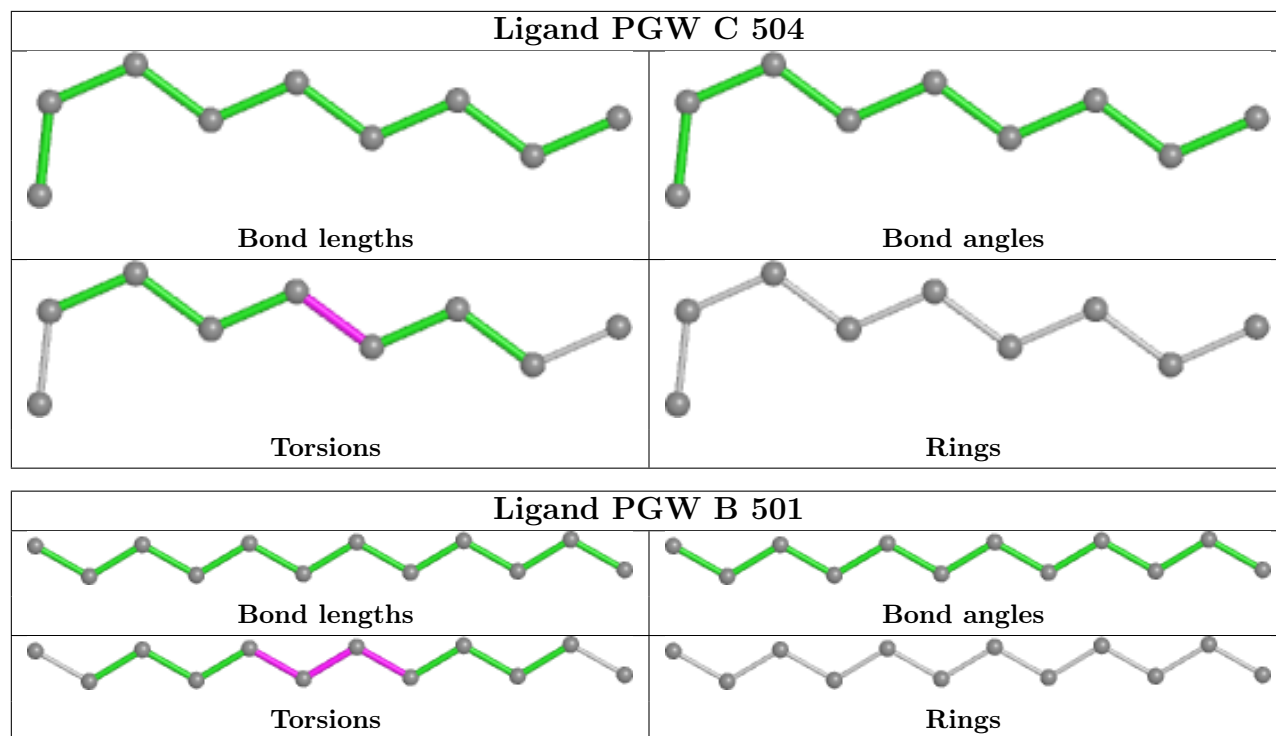 Ligand PGW C 504
Bond lengths
Bond angles
Torsions
Rings
Ligand PGW B 501
Bond lengths
Bond angles
Torsions
Rings